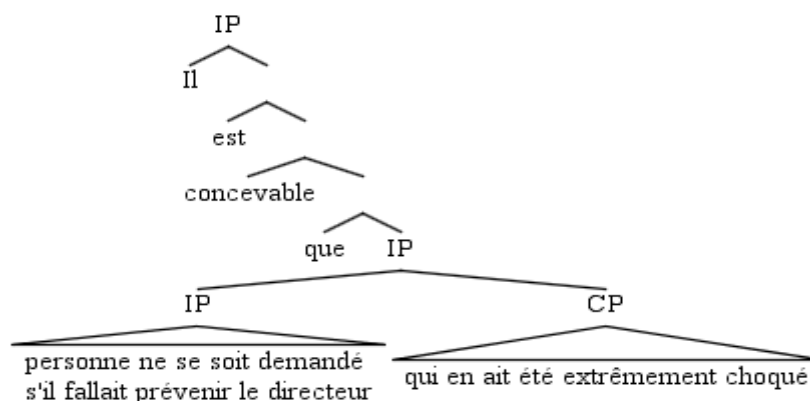 IP
Il
est
concevable
que IP
IP CP
personne ne se soit demandé
s'il fallait prévenir le directeur
qui en ait été extrêmement choqué